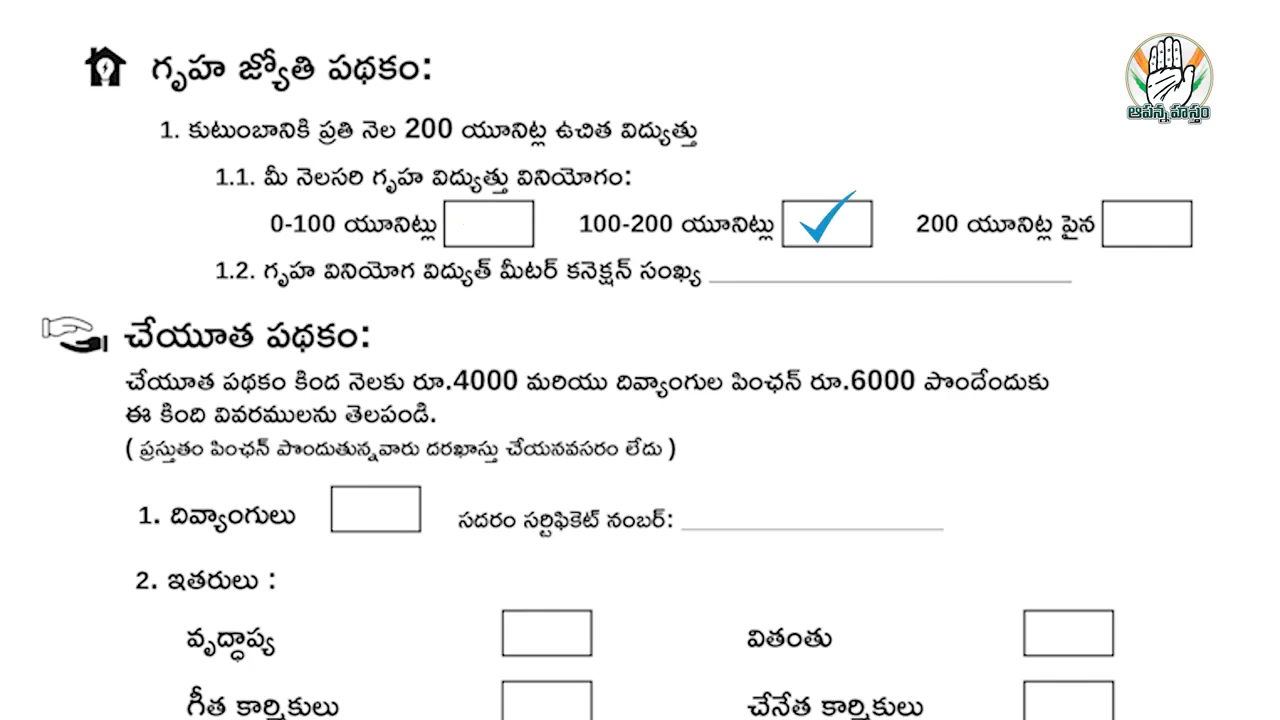 గృహ జ్యోతి పథకం:
ఆపన్న హస్తం
1. కుటుంబానికి ప్రతి నెల 200 యూనిట్ల ఉచిత విద్యుత్తు
1.1. మీ నెలసరి గృహ విద్యుత్తు వినియోగం:
0-100 యూనిట్లు 100-200 యూనిట్లు 200 యూనిట్ల పైన
1.2. గృహ వినియోగ విద్యుత్ మీటర్ కనెక్షన్ సంఖ్య
చేయూత పథకం:
చేయూత పథకం కింద నెలకు రూ.4000 మరియు దివ్యాంగుల పింఛన్ రూ.6000 పొందేందుకు
ఈ కింది వివరములను తెలపండి.
( ప్రస్తుతం పింఛన్ పొందుతున్నవారు దరఖాస్తు చేయనవసరం లేదు )
1. దివ్యాంగులు సదరం సర్టిఫికెట్ నంబర్:
2. ఇతరులు :
వృద్ధాప్య వితంతు
గీత కార్మికులు చేనేత కార్మికులు